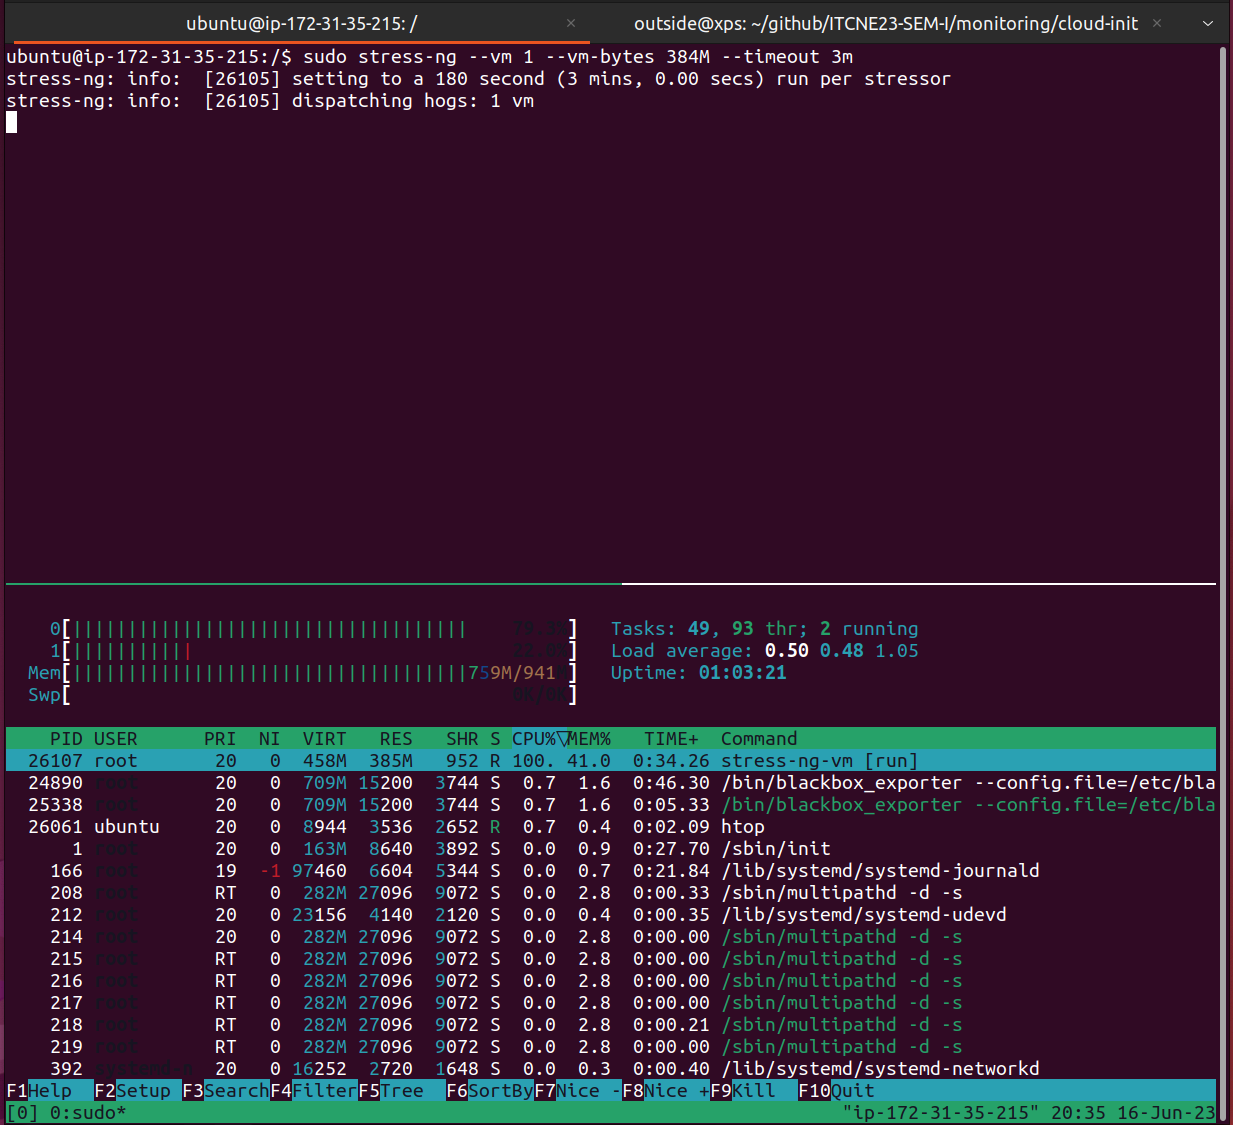 ubuntu@ip-172-31-35-215: /
outside@xps: ~/github/ITCNE23-SEM-I/monitoring/cloud-init
ubuntu@ip-172-31-35-215:/$ sudo stress-ng --vm 1 --vm-bytes 384M --timeout 3m
stress-ng: info:  [26105] setting to a 180 second (3 mins, 0.00 secs) run per stressor
stress-ng: info:  [26105] dispatching hogs: 1 vm
0[||||||||||||||||||||||||||||||||||||] Tasks: 49, 93 thr; 2 running
1[|||||||||||] Load average: 0.50 0.48 1.05
Mem[||||||||||||||||||||||||||||||||||||759M/941] Uptime: 01:03:21
Swp[ ]
PID USER PRI NI VIRT RES SHR S CPU%▽MEM% TIME+ Command
26107 root 20 0 458M 385M 952 R 100. 41.0 0:34.26 stress-ng-vm [run]
24890 root 20 0 709M 15200 3744 S 0.7 1.6 0:46.30 /bin/blackbox_exporter --config.file=/etc/bla
25338 root 20 0 709M 15200 3744 S 0.7 1.6 0:05.33 /bin/blackbox_exporter --config.file=/etc/bla
26061 ubuntu 20 0 8944 3536 2652 R 0.7 0.4 0:02.09 htop
1 root 20 0 163M 8640 3892 S 0.0 0.9 0:27.70 /sbin/init
166 root 19 -1 97460 6604 5344 S 0.0 0.7 0:21.84 /lib/systemd/systemd-journald
208 root RT 0 282M 27096 9072 S 0.0 2.8 0:00.33 /sbin/multipathd -d -s
212 root 20 0 23156 4140 2120 S 0.0 0.4 0:00.35 /lib/systemd/systemd-udevd
214 root 20 0 282M 27096 9072 S 0.0 2.8 0:00.00 /sbin/multipathd -d -s
215 root RT 0 282M 27096 9072 S 0.0 2.8 0:00.00 /sbin/multipathd -d -s
216 root RT 0 282M 27096 9072 S 0.0 2.8 0:00.00 /sbin/multipathd -d -s
217 root RT 0 282M 27096 9072 S 0.0 2.8 0:00.00 /sbin/multipathd -d -s
218 root RT 0 282M 27096 9072 S 0.0 2.8 0:00.21 /sbin/multipathd -d -s
219 root RT 0 282M 27096 9072 S 0.0 2.8 0:00.00 /sbin/multipathd -d -s
392 systemd-n 20 0 16252 2720 1648 S 0.0 0.3 0:00.40 /lib/systemd/systemd-networkd
F1Help F2Setup F3SearchF4FilterF5Tree F6SortByF7Nice -F8Nice +F9Kill F10Quit
[0] 0:sudo* "ip-172-31-35-215" 20:35 16-Jun-23